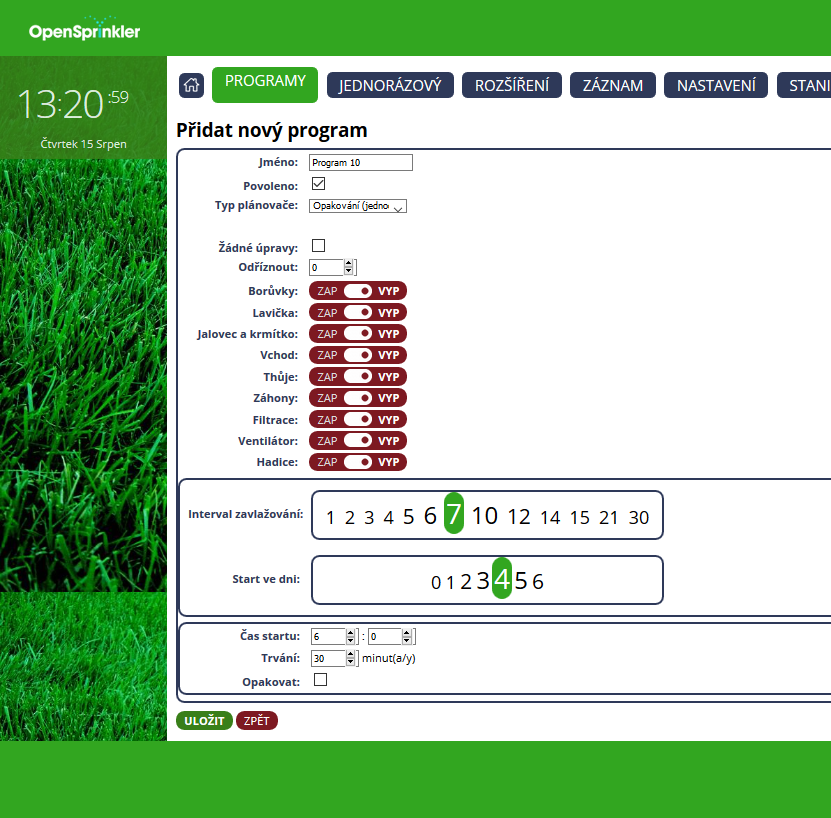 OpenSprinkler
13:20:59
Čtvrtek 15 Srpen
PROGRAMY JEDNORÁZOVÝ ROZŠÍŘENÍ ZÁZNAM NASTAVENÍ STANI
Přidat nový program
Jméno: Program 10
Povoleno:
Typ plánovače: Opakování (jedno
Žádné úpravy:
Odříznout: 0
Borůvky: ZAP VYP
Lavička: ZAP VYP
Jalovec a krmítko: ZAP VYP
Vchod: ZAP VYP
Thůje: ZAP VYP
Záhony: ZAP VYP
Filtrace: ZAP VYP
Ventilátor: ZAP VYP
Hadice: ZAP VYP
Interval zavlažování: 1 2 3 4 5 6 7 10 12 14 15 21 30
Start ve dni: 0 1 2 3 4 5 6
Čas startu: 6 : 0
Trvání: 30 minut(a/y)
Opakovat:
ULOŽIT ZPĚT